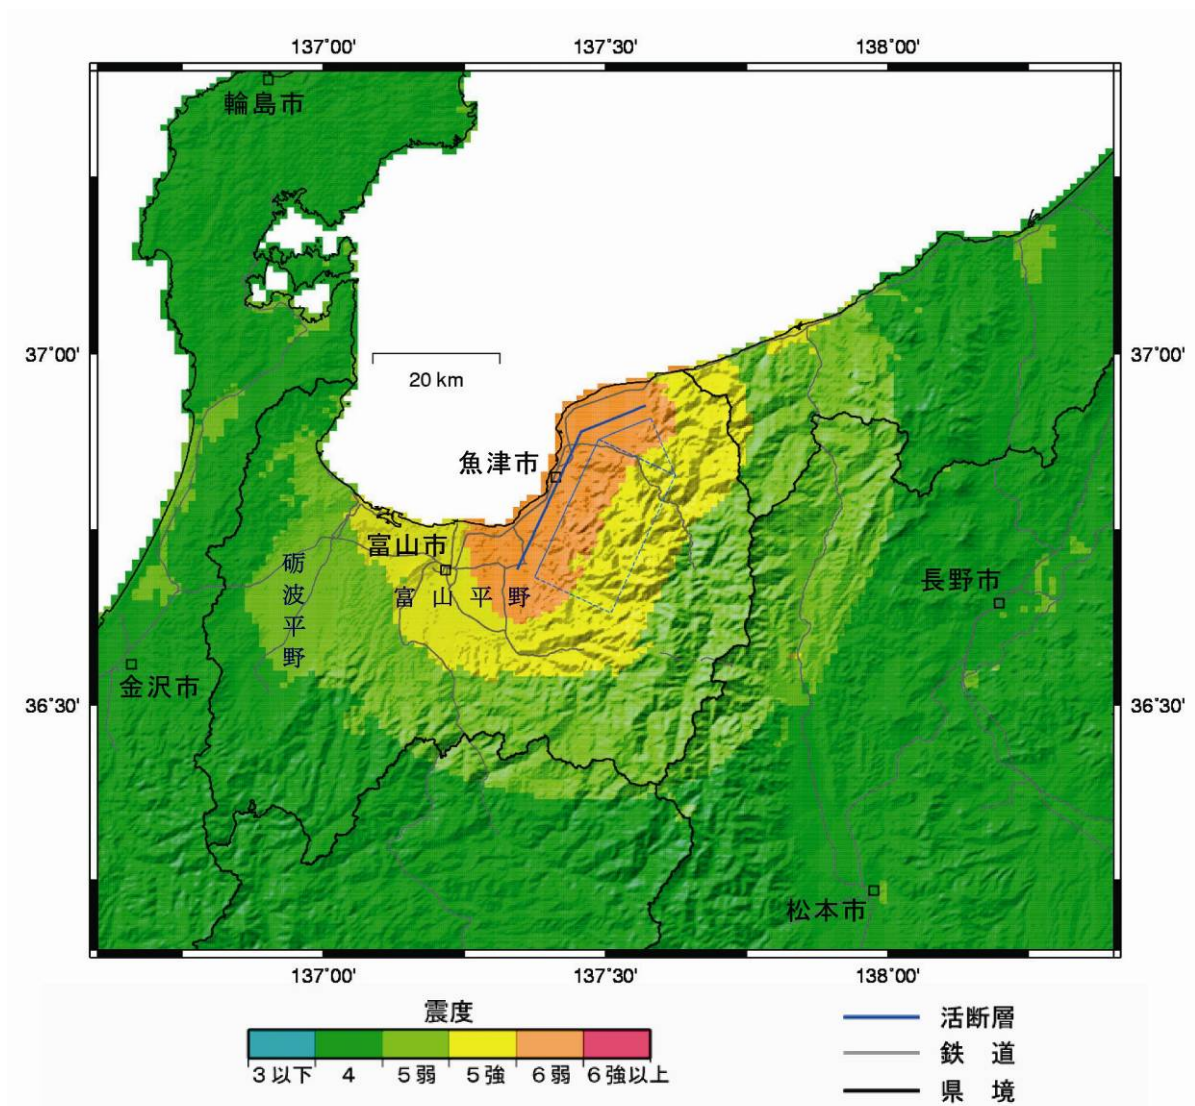 137°00' 137°30' 138°00'
輪島市
37°00' 37°00'
20 km
魚津市
富山市
砺波平野
富山平野
長野市
金沢市
36°30' 36°30'
松本市
137°00' 137°30' 138°00'
震度
3以下 4 5弱 5強 6弱 6強以上
活断層
鉄道
県境